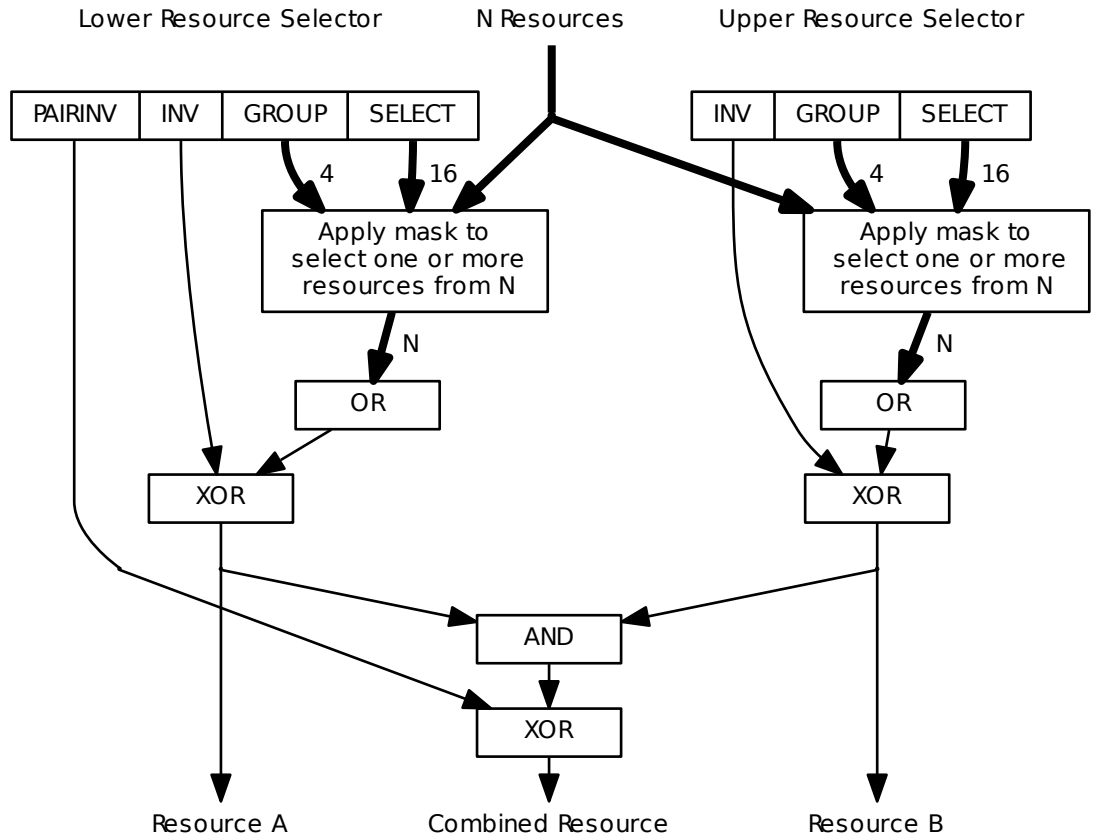 Lower Resource Selector
N Resources
Upper Resource Selector
PAIRINV
INV
GROUP
SELECT
INV
GROUP
SELECT
4
16
4
16
Apply mask to
select one or more
resources from N
Apply mask to
select one or more
resources from N
N
N
OR
OR
XOR
XOR
AND
XOR
Resource A
Combined Resource
Resource B